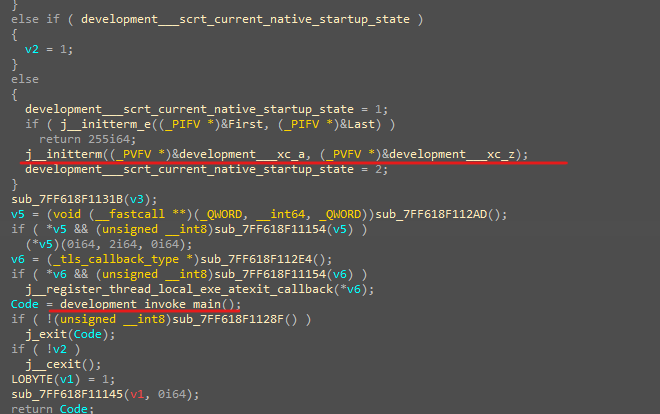 }
else if ( development___scrt_current_native_startup_state )
{
v2 = 1;
}
else
{
development___scrt_current_native_startup_state = 1;
if ( j__initterm_e((_PIFV *)&First, (_PIFV *)&Last) )
return 255i64;
j__initterm((_PVFV *)&development___xc_a, (_PVFV *)&development___xc_z);
development___scrt_current_native_startup_state = 2;
}
sub_7FF618F1131B(v3);
v5 = (void (__fastcall **)(_QWORD, __int64, _QWORD))sub_7FF618F112AD();
if ( *v5 && (unsigned __int8)sub_7FF618F11154(v5) )
(*v5)(0i64, 2i64, 0i64);
v6 = (_tls_callback_type *)sub_7FF618F112E4();
if ( *v6 && (unsigned __int8)sub_7FF618F11154(v6) )
j__register_thread_local_exe_atexit_callback(*v6);
Code = development_invoke_main();
if ( !(unsigned __int8)sub_7FF618F1128F() )
j_exit(Code);
if ( !v2 )
j__cexit();
LOBYTE(v1) = 1;
sub_7FF618F11145(v1, 0i64);
return Code;